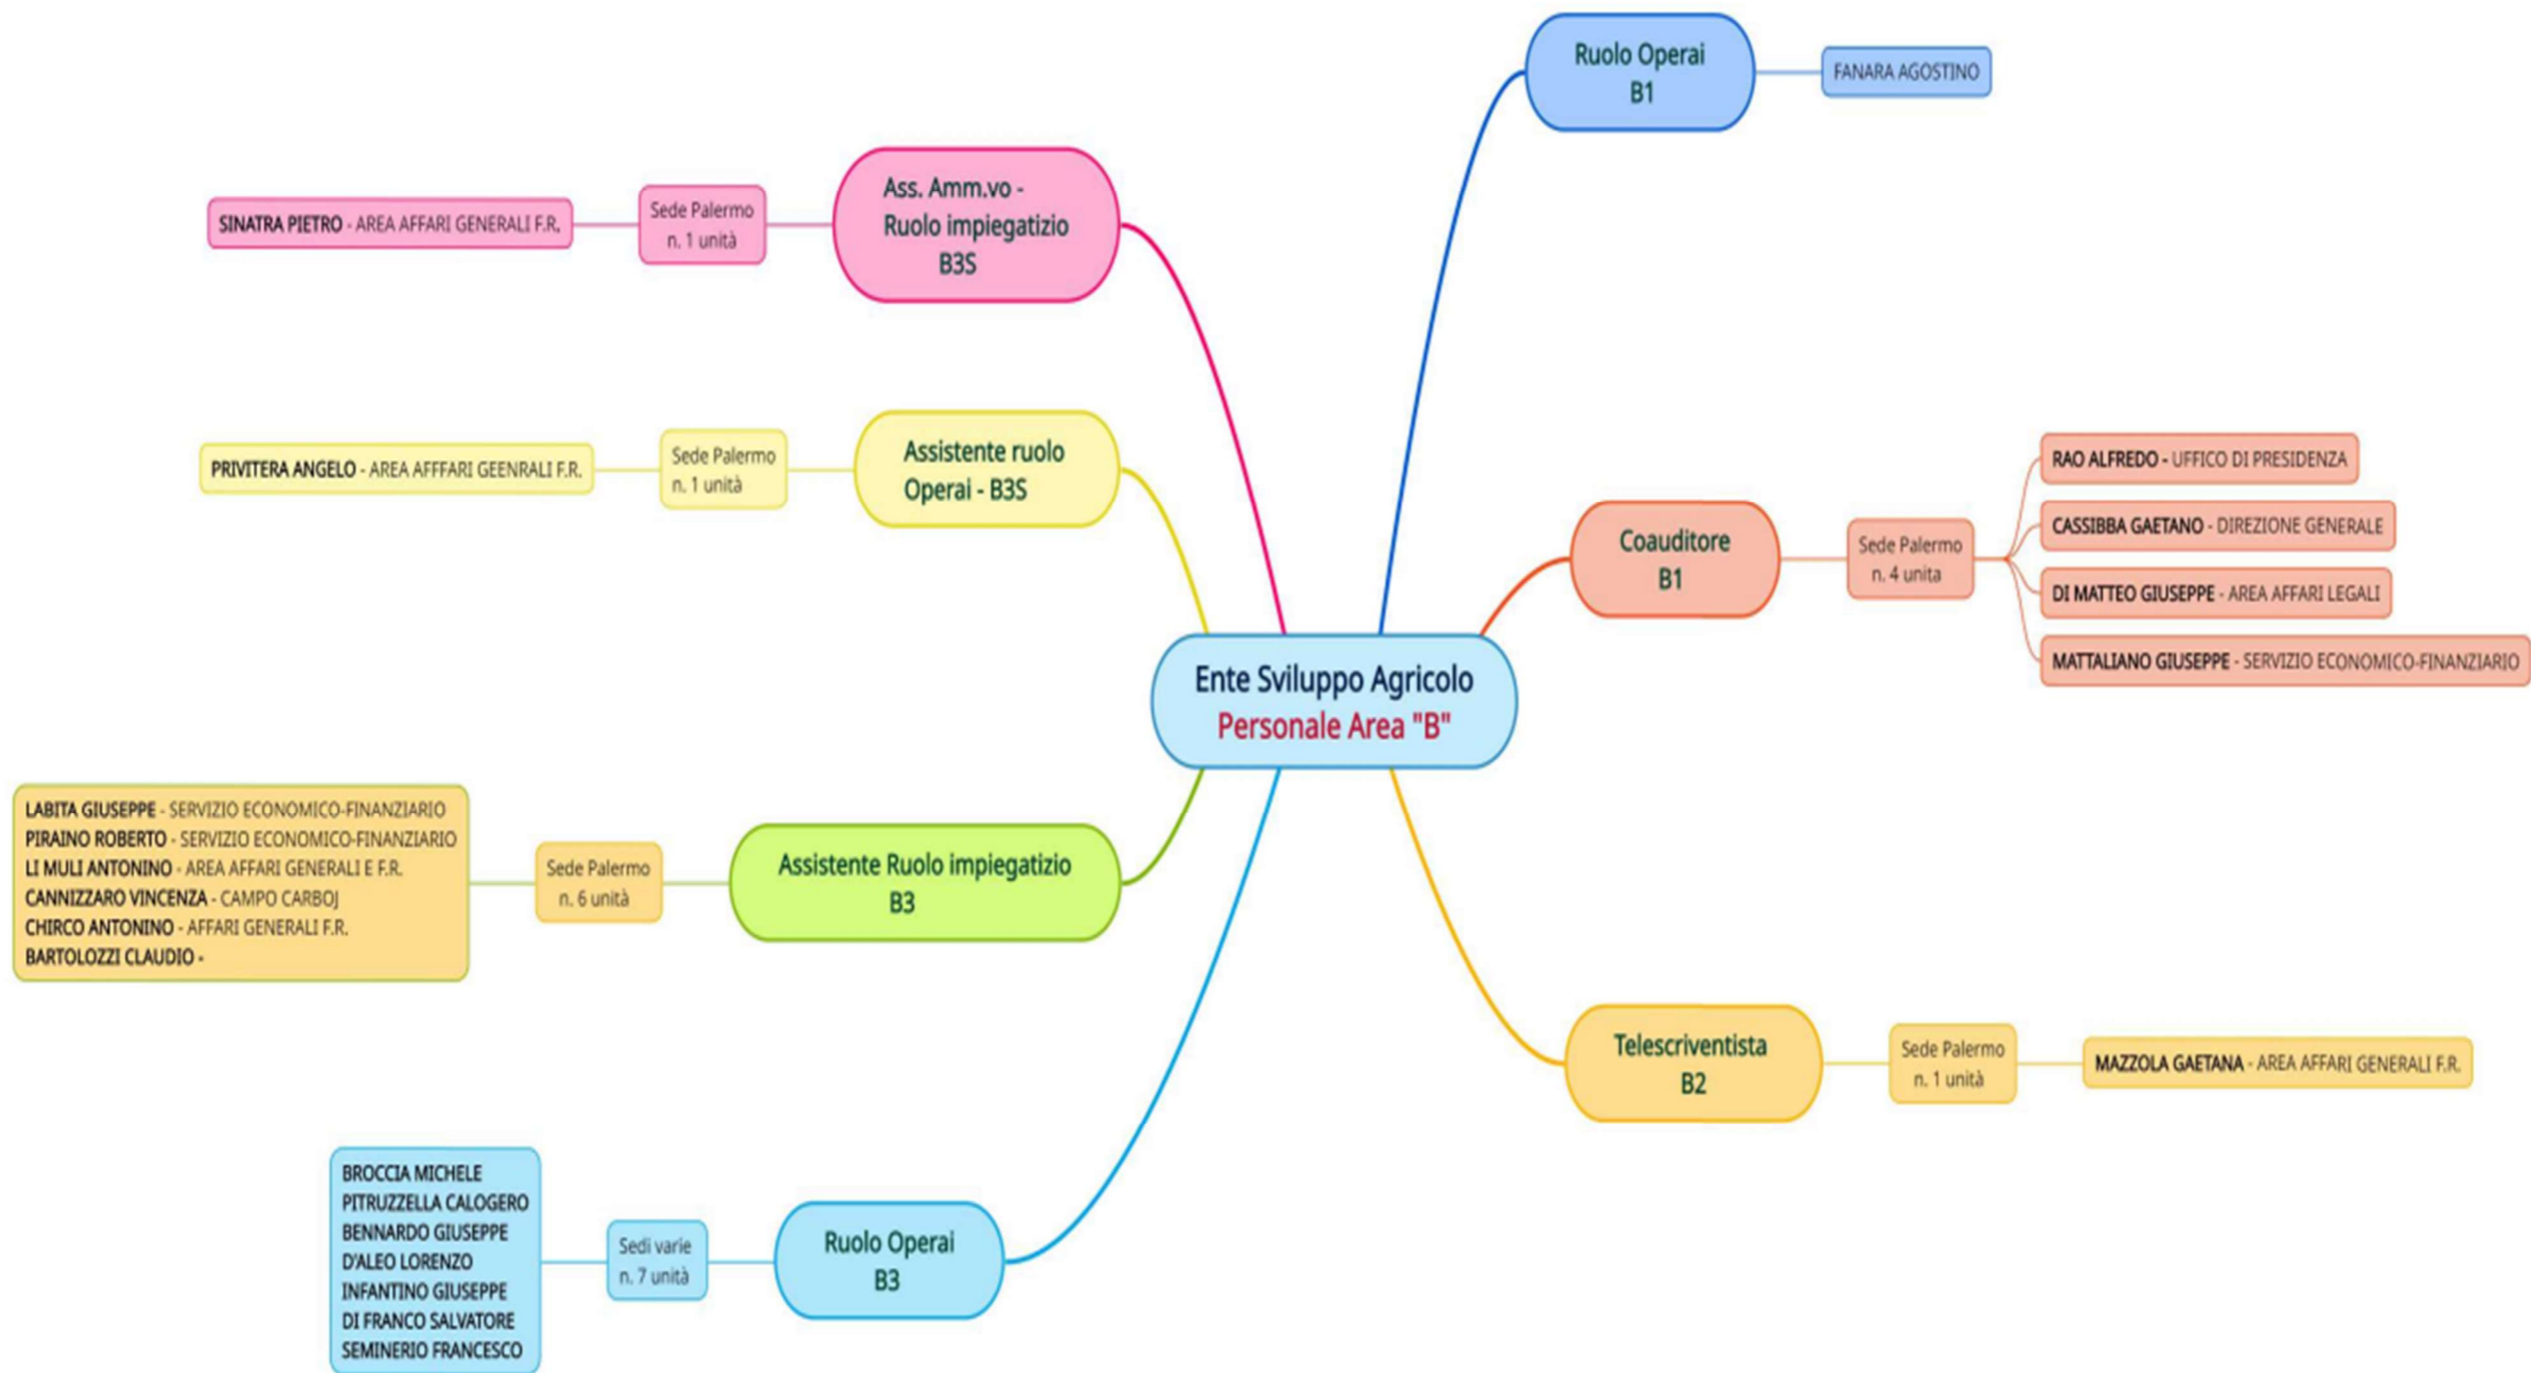 Ente Sviluppo Agricolo
Personale Area "B"
Ruolo Operai
B1
FANARA AGOSTINO
Coauditore
B1
Sede Palermo
n. 4 unita
RAO ALFREDO - UFFICO DI PRESIDENZA
CASSIBBA GAETANO - DIREZIONE GENERALE
DI MATTEO GIUSEPPE - AREA AFFARI LEGALI
MATTALIANO GIUSEPPE - SERVIZIO ECONOMICO-FINANZIARIO
Telescriventista
B2
Sede Palermo
n. 1 unità
MAZZOLA GAETANA - AREA AFFARI GENERALI F.R.
Ass. Amm.vo -
Ruolo impiegatizio
B3S
Sede Palermo
n. 1 unità
SINATRA PIETRO - AREA AFFARI GENERALI F.R.
Assistente ruolo
Operai - B3S
Sede Palermo
n. 1 unità
PRIVITERA ANGELO - AREA AFFFARI GEENRALI F.R.
Assistente Ruolo impiegatizio
B3
Sede Palermo
n. 6 unità
LABITA GIUSEPPE - SERVIZIO ECONOMICO-FINANZIARIO
PIRAINO ROBERTO - SERVIZIO ECONOMICO-FINANZIARIO
LI MULI ANTONINO - AREA AFFARI GENERALI E F.R.
CANNIZZARO VINCENZA - CAMPO CARBOJ
CHIRCO ANTONINO - AFFARI GENERALI F.R.
BARTOLOZZI CLAUDIO -
Ruolo Operai
B3
Sedi varie
n. 7 unità
BROCCIA MICHELE
PITRUZZELLA CALOGERO
BENNARDO GIUSEPPE
D'ALEO LORENZO
INFANTINO GIUSEPPE
DI FRANCO SALVATORE
SEMINERIO FRANCESCO